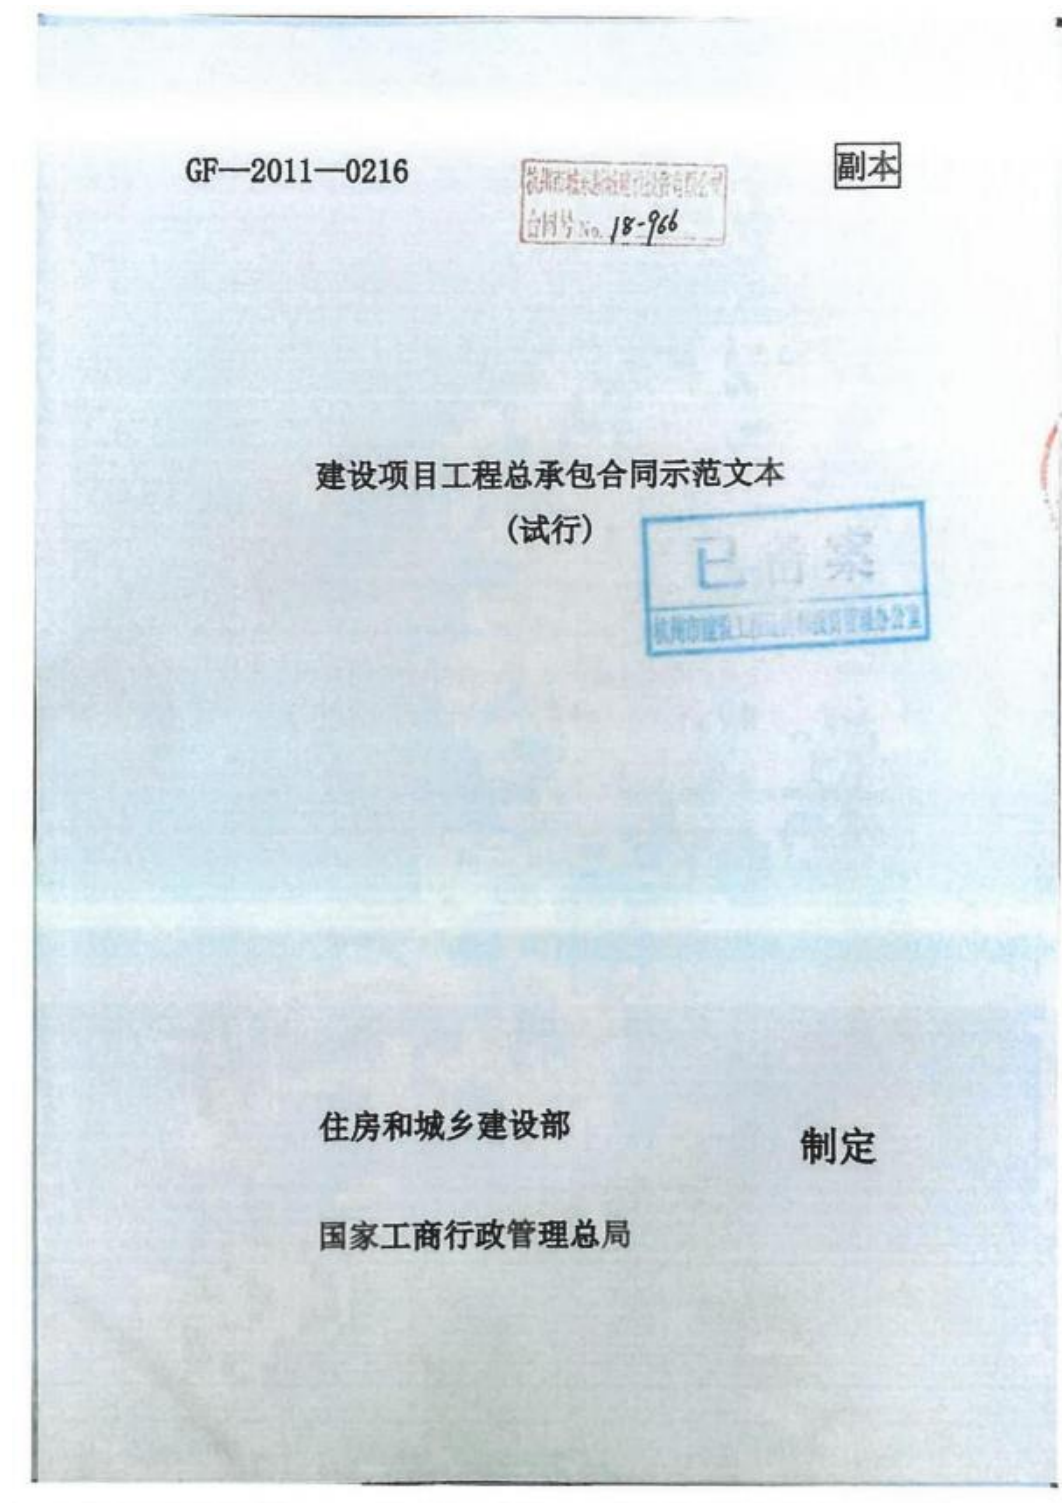 GF—2011—0216
副本
合同号 No. 18-966
建设项目工程总承包合同示范文本
(试行)
已备案
住房和城乡建设部
制定
国家工商行政管理总局